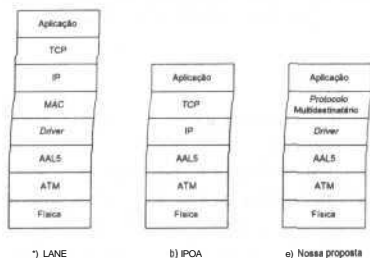 Aplicação
TCP
IP
MAC
Driver
AAL5
ATM
Física
*) LANE
Aplicação
TCP
IP
AAL5
ATM
Física
b) IPOA
Aplicação
Protocolo
Multidestinatário
Driver
AAL5
ATM
Física
e) Nossa proposta